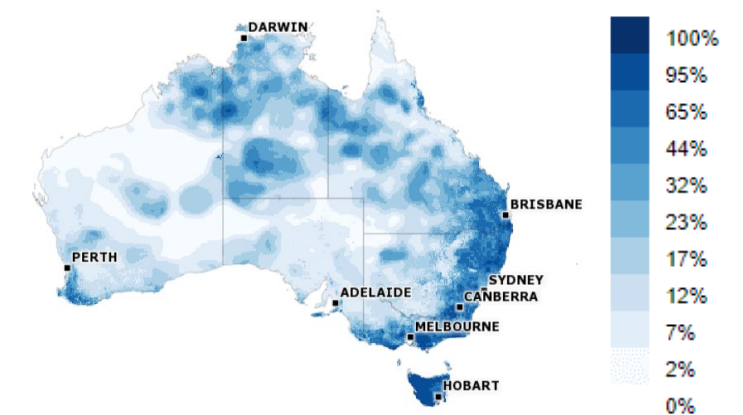 DARWIN
BRISBANE
PERTH
SYDNEY
ADELAIDE
CANBERRA
MELBOURNE
HOBART
100%
95%
65%
44%
32%
23%
17%
12%
7%
2%
0%